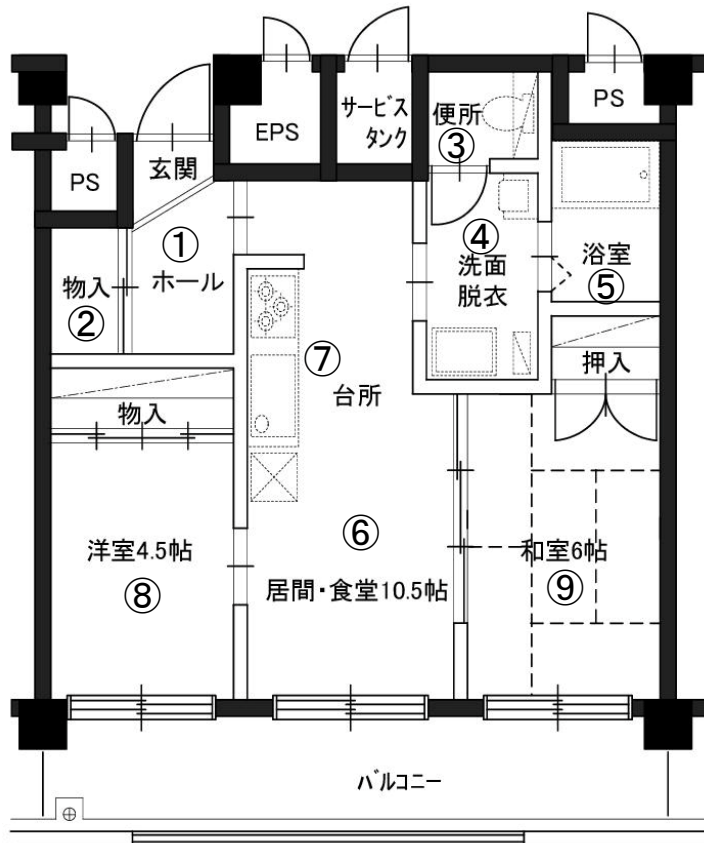 サービス
タンク
便所
③
PS
EPS
玄関
PS
①
ホール
④
洗面
脱衣
浴室
⑤
物入
②
⑦
台所
押入
物入
⑥
居間・食堂10.5帖
洋室4.5帖
⑧
和室6帖
⑨
バルコニー